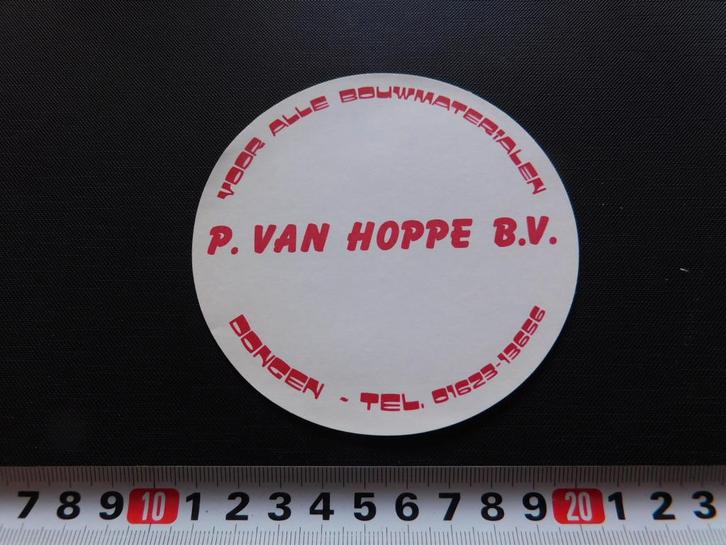 VOOR ALLE BOUWMATERIALEN
P. VAN HOPPE B.V.
DONGEN - TEL. 01623-13656
7 8 9 10 1 2 3 4 5 6 7 8 9 20 1 2 3